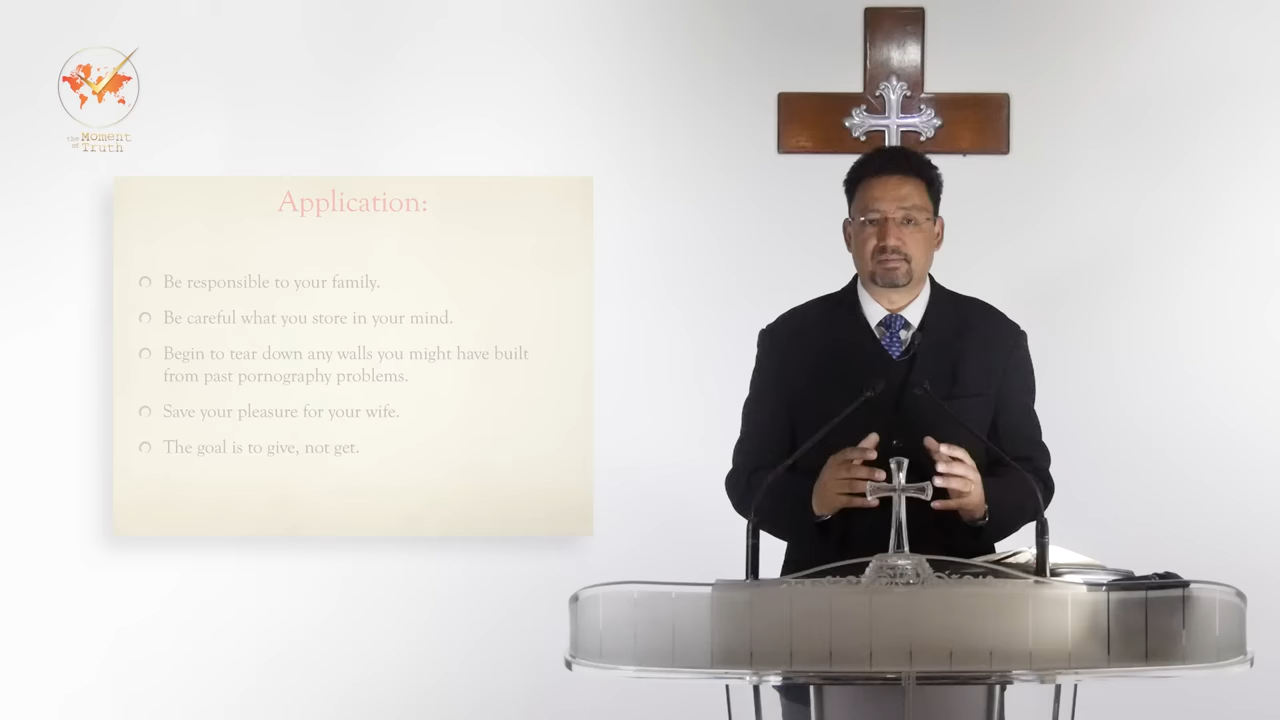 the Moment
of Truth
Application:
Be responsible to your family.
Be careful what you store in your mind.
Begin to tear down any walls you might have built
from past pornography problems.
Save your pleasure for your wife.
The goal is to give, not get.